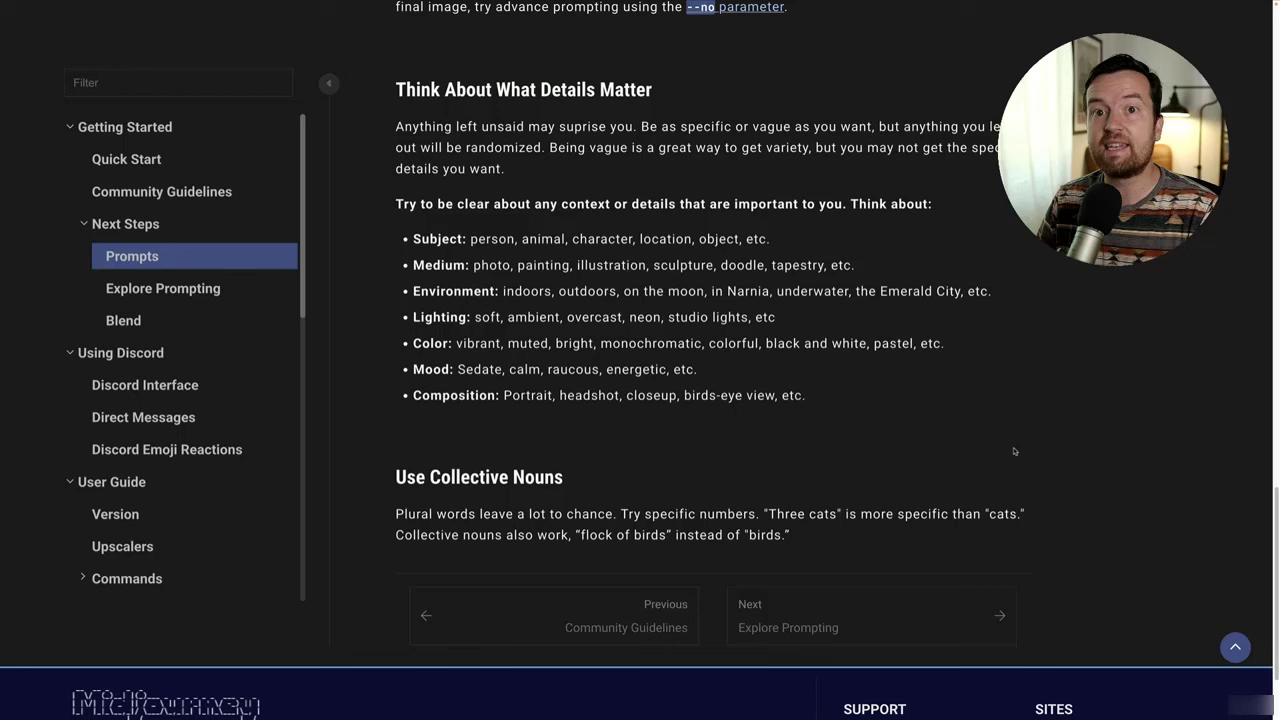 final image, try advance prompting using the --no parameter.
Filter
Getting Started
Quick Start
Community Guidelines
Next Steps
Prompts
Explore Prompting
Blend
Using Discord
Discord Interface
Direct Messages
Discord Emoji Reactions
User Guide
Version
Upscalers
Commands
Think About What Details Matter
Anything left unsaid may suprise you. Be as specific or vague as you want, but anything you
out will be randomized. Being vague is a great way to get variety, but you may not get the
details you want.
Try to be clear about any context or details that are important to you. Think about:
• Subject: person, animal, character, location, object, etc.
• Medium: photo, painting, illustration, sculpture, doodle, tapestry, etc.
• Environment: indoors, outdoors, on the moon, in Narnia, underwater, the Emerald City, etc.
• Lighting: soft, ambient, overcast, neon, studio lights, etc
• Color: vibrant, muted, bright, monochromatic, colorful, black and white, pastel, etc.
• Mood: Sedate, calm, raucous, energetic, etc.
• Composition: Portrait, headshot, closeup, birds-eye view, etc.
Use Collective Nouns
Plural words leave a lot to chance. Try specific numbers. "Three cats" is more specific than "cats."
Collective nouns also work, “flock of birds” instead of "birds.”
Previous
Community Guidelines
Next
Explore Prompting
Midjourney
SUPPORT
SITES